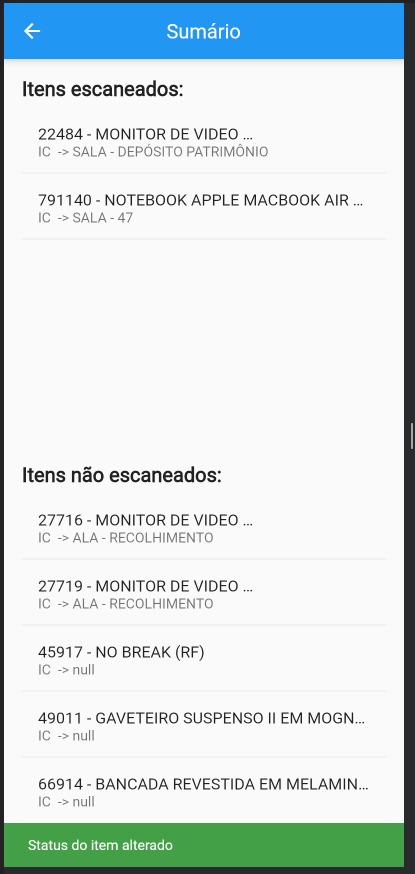 Sumário
Itens escaneados:
22484 - MONITOR DE VIDEO ...
IC -> SALA - DEPÓSITO PATRIMÔNIO
791140 - NOTEBOOK APPLE MACBOOK AIR ...
IC -> SALA - 47
Itens não escaneados:
27716 - MONITOR DE VIDEO ...
IC -> ALA - RECOLHIMENTO
27719 - MONITOR DE VIDEO ...
IC -> ALA - RECOLHIMENTO
45917 - NO BREAK (RF)
IC -> null
49011 - GAVETEIRO SUSPENSO II EM MOGN...
IC -> null
66914 - BANCADA REVESTIDA EM MELAMIN...
IC -> null
Status do item alterado